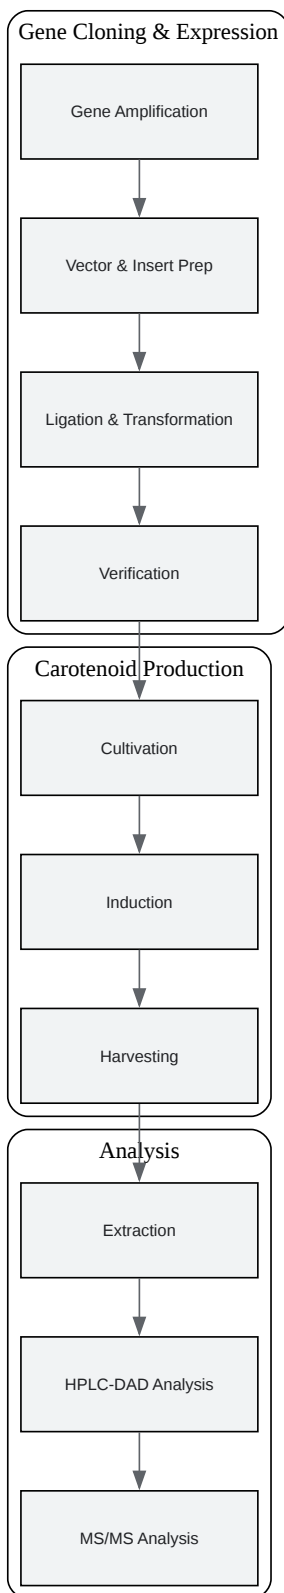 Gene Cloning & Expression
Gene Amplification
Vector & Insert Prep
Ligation & Transformation
Verification
Carotenoid Production
Cultivation
Induction
Harvesting
Analysis
Extraction
HPLC-DAD Analysis
MS/MS Analysis